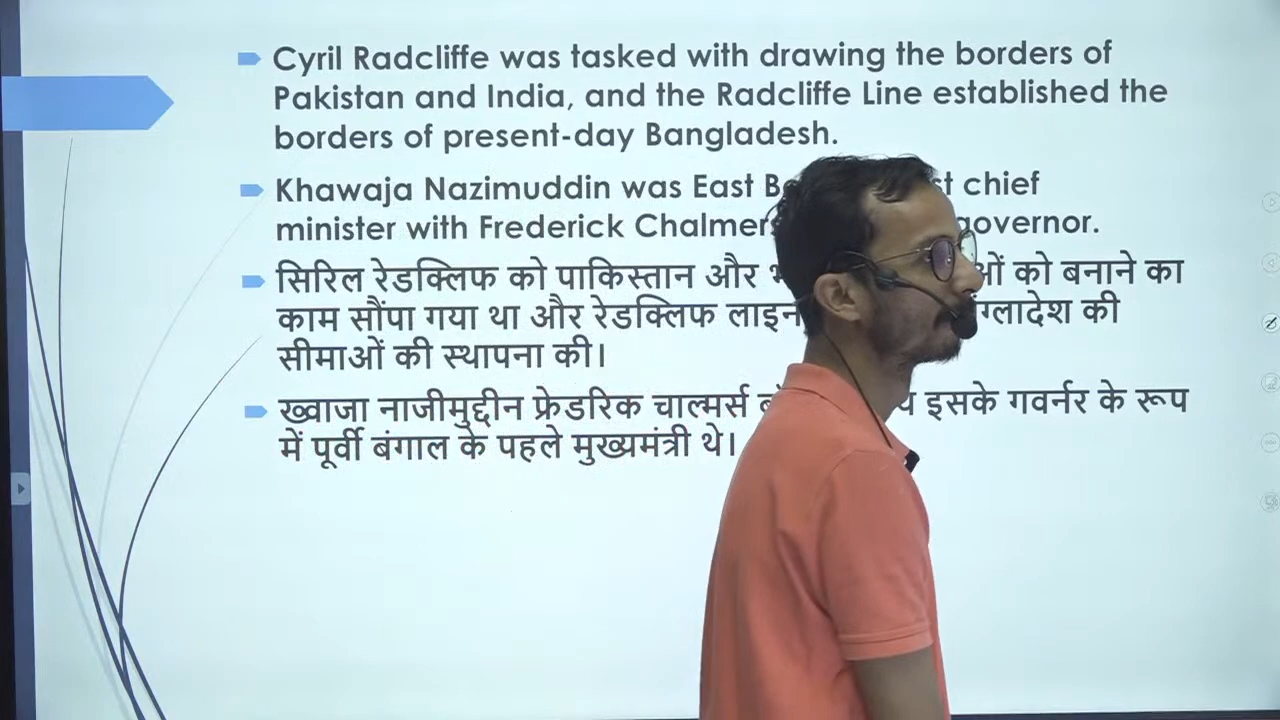 Cyril Radcliffe was tasked with drawing the borders of
Pakistan and India, and the Radcliffe Line established the
borders of present-day Bangladesh.
Khawaja Nazimuddin was East chief
minister with Frederick governor.
सिरिल रेडक्लिफ को पाकिस्तान और को बनाने का
काम सौंपा गया था और रेडक्लिफ लाइन की
सीमाओं की स्थापना की।
ख्वाजा नाजीमुद्दीन फ्रेडरिक चाल्मर्स इसके गवर्नर के रूप
में पूर्वी बंगाल के पहले मुख्यमंत्री थे।